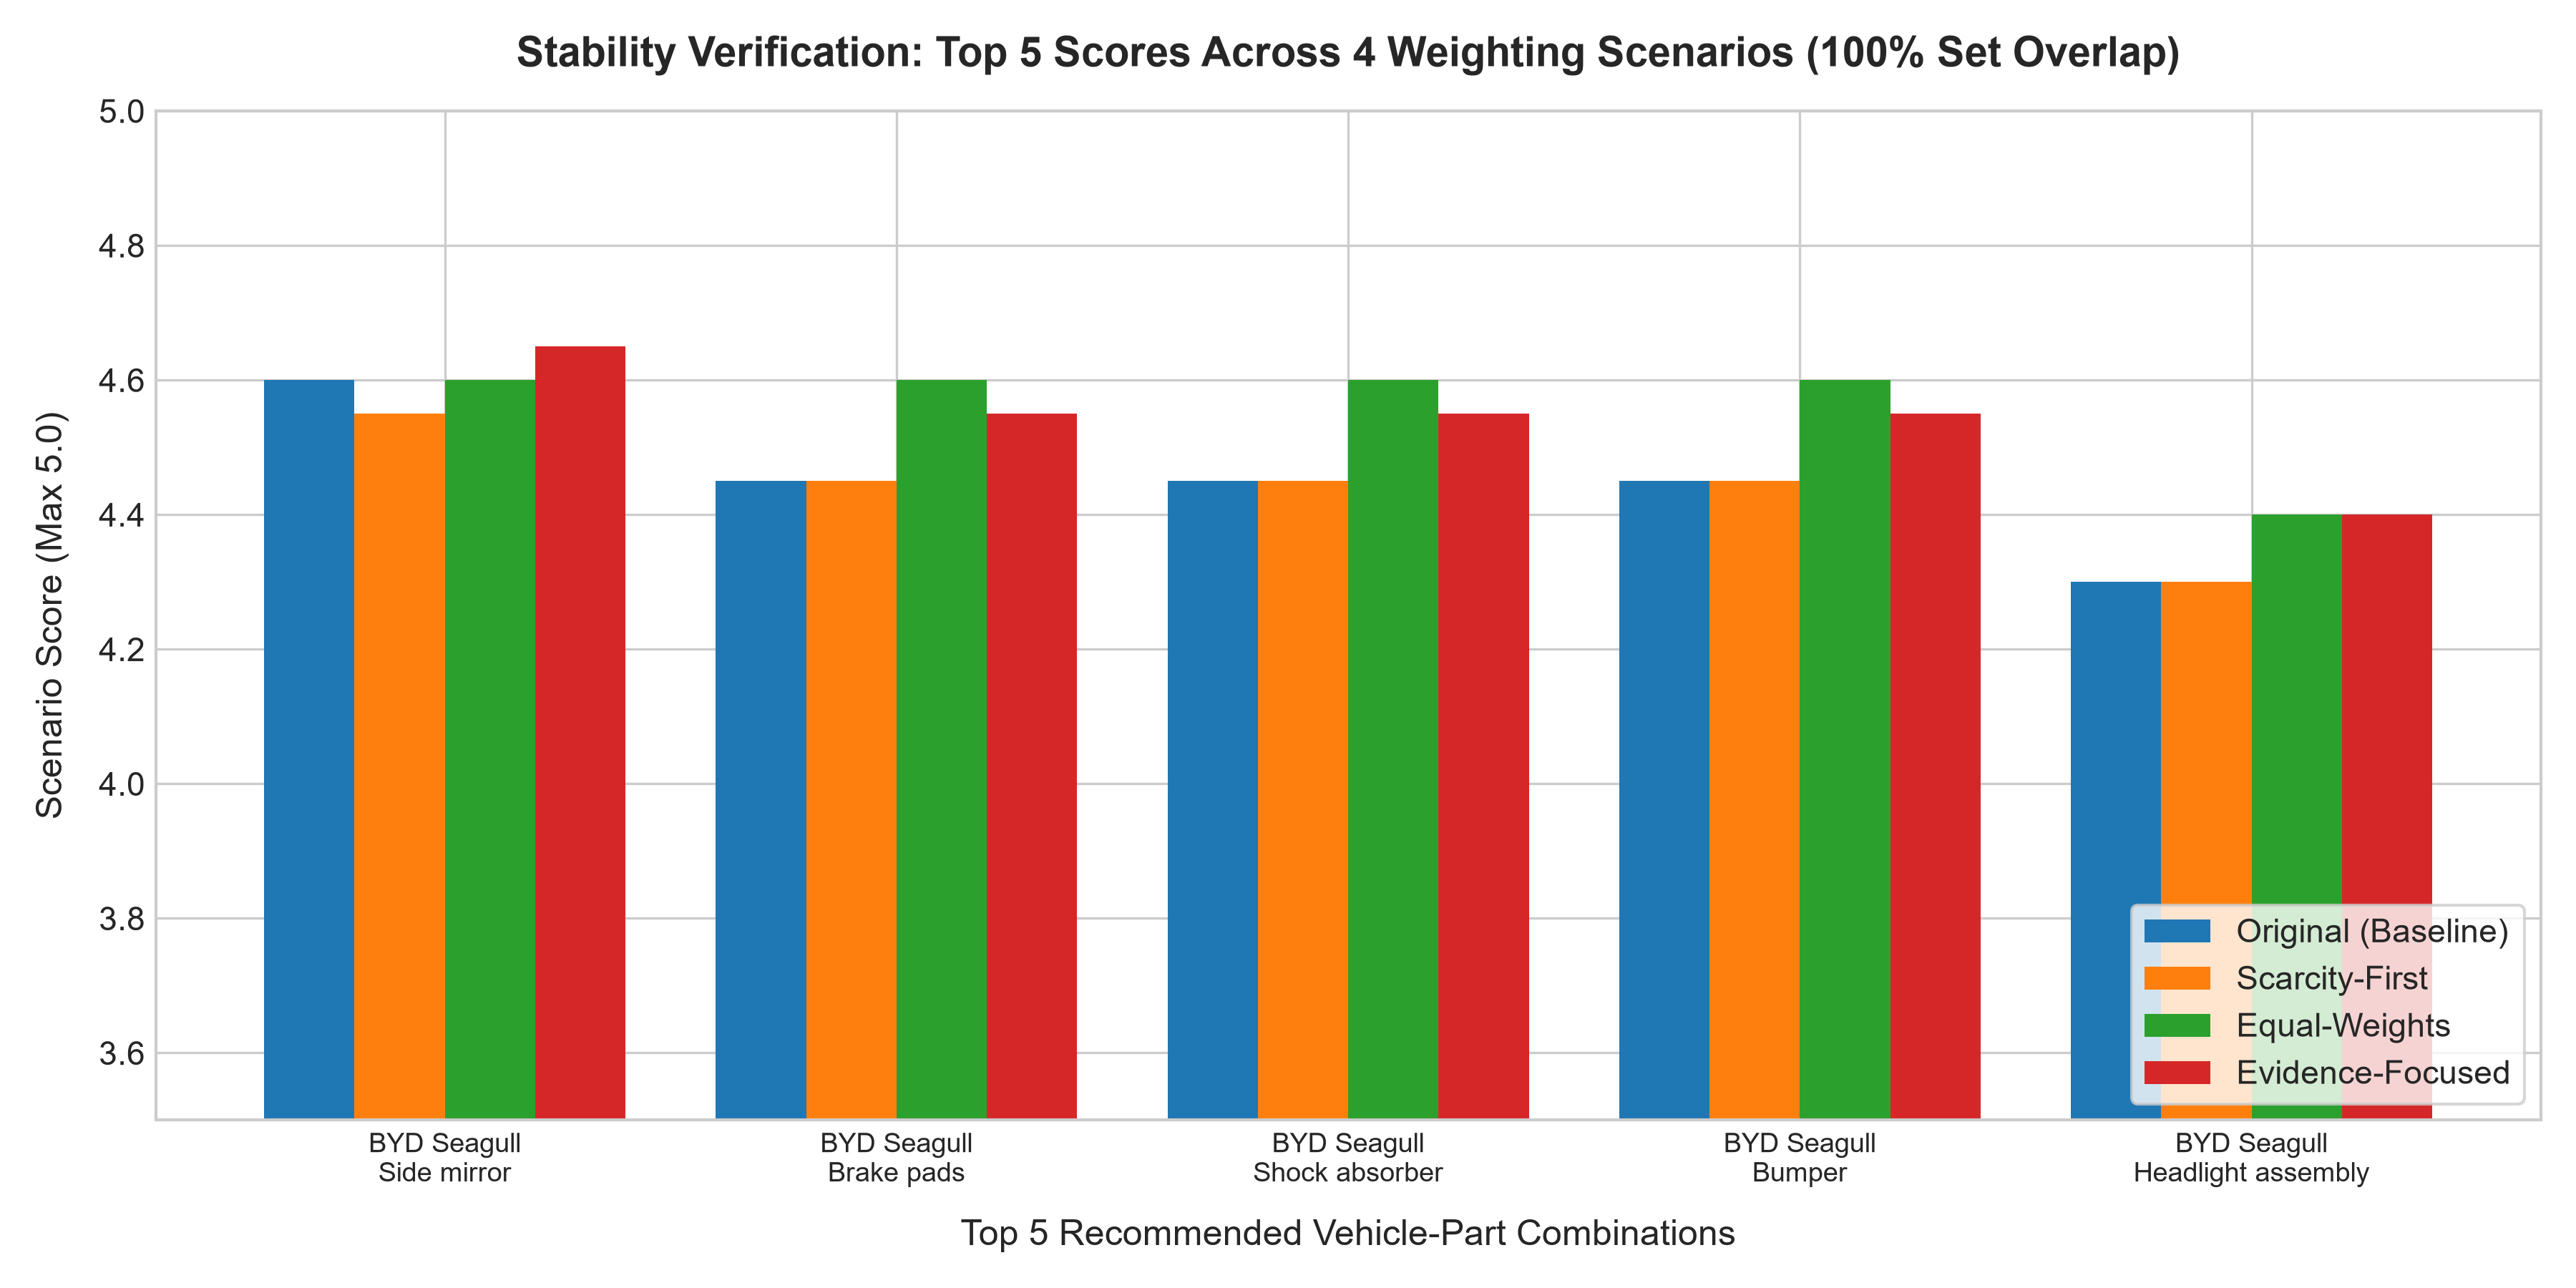 Stability Verification: Top 5 Scores Across 4 Weighting Scenarios (100% Set Overlap)
Scenario Score (Max 5.0)
5.0
4.8
4.6
4.4
4.2
4.0
3.8
3.6
Original (Baseline)
Scarcity-First
Equal-Weights
Evidence-Focused
BYD Seagull
Side mirror
BYD Seagull
Brake pads
BYD Seagull
Shock absorber
BYD Seagull
Bumper
BYD Seagull
Headlight assembly
Top 5 Recommended Vehicle-Part Combinations